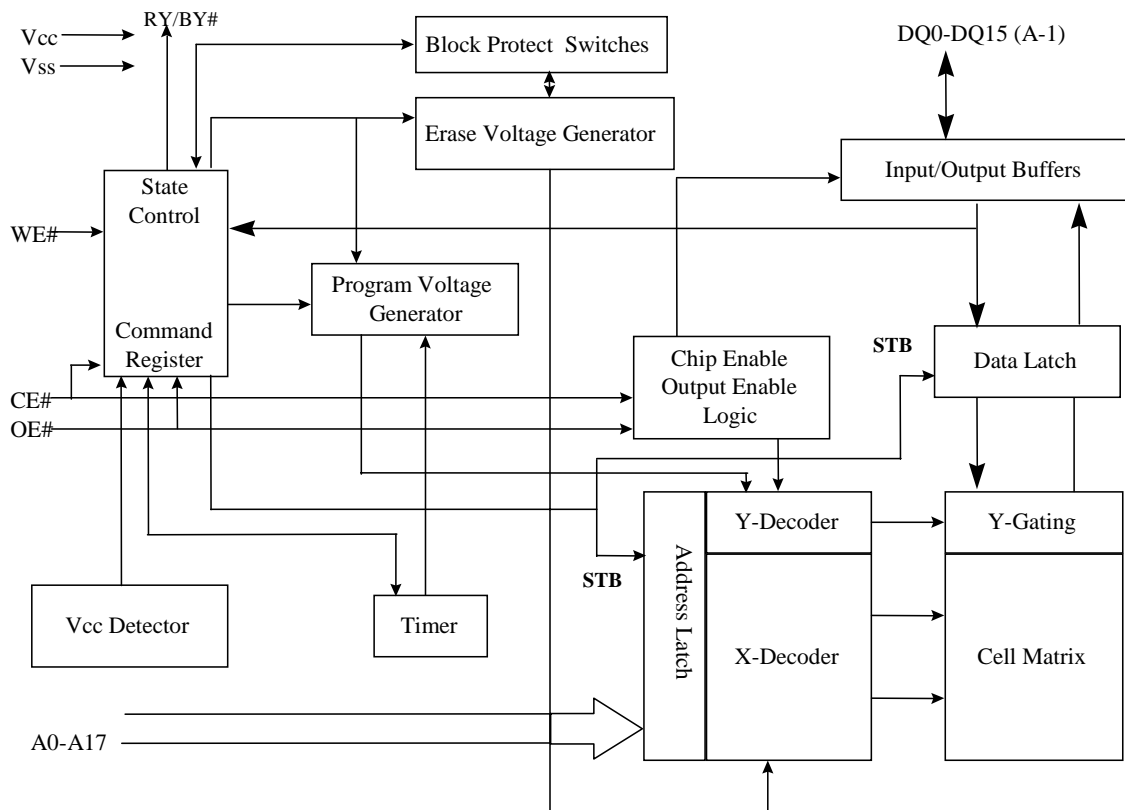 RY/BY#
Vcc
Vss
Block Protect Switches
DQ0-DQ15 (A-1)
Erase Voltage Generator
Input/Output Buffers
State
Control
WE#
Program Voltage
Generator
Command
Register
STB
Chip Enable
Output Enable
Logic
Data Latch
CE#
OE#
Y-Decoder
Y-Gating
Address Latch
STB
Vcc Detector
Timer
X-Decoder
Cell Matrix
A0-A17